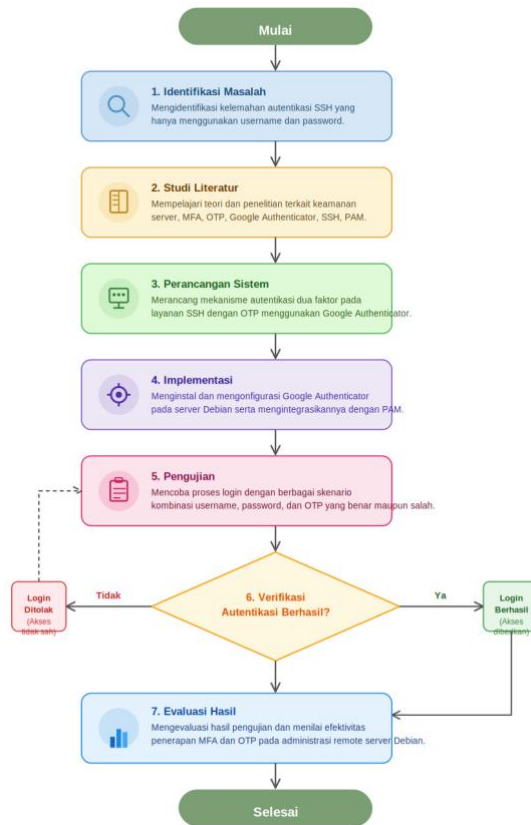 Mulai
1. Identifikasi Masalah
Mengidentifikasi kelemahan autentikasi SSH yang
hanya menggunakan username dan password.
2. Studi Literatur
Mempelajari teori dan penelitian terkait keamanan
server, MFA, OTP, Google Authenticator, SSH, PAM.
3. Perancangan Sistem
Merancang mekanisme autentikasi dua faktor pada
layanan SSH dengan OTP menggunakan Google Authenticator.
4. Implementasi
Menginstal dan mengonfigurasi Google Authenticator
pada server Debian serta mengintegrasikannya dengan PAM.
5. Pengujian
Mencoba proses login dengan berbagai skenario
kombinasi username, password, dan OTP yang benar maupun salah.
6. Verifikasi
Autentikasi Berhasil?
Tidak
Login
Ditolak
(Akses
tidak sah)
Ya
Login
Berhasil
(Akses
diberikan)
7. Evaluasi Hasil
Mengevaluasi hasil pengujian dan menilai efektivitas
penerapan MFA dan OTP pada administrasi remote server Debian.
Selesai